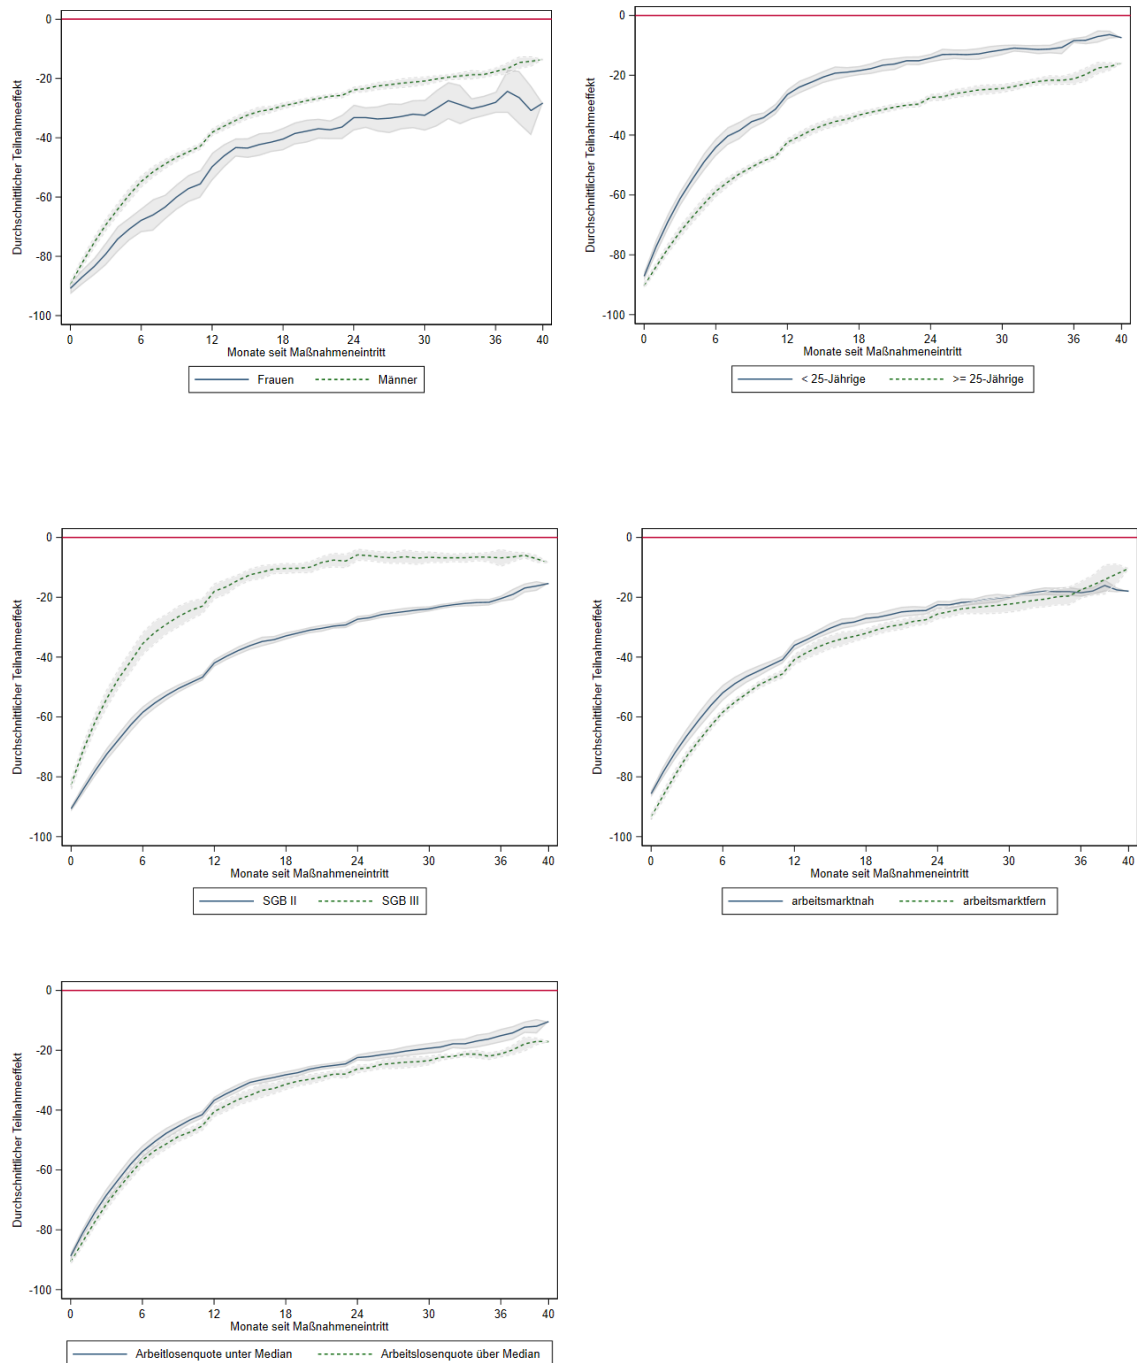 Durchschnittlicher Teilnahmeeffekt
0
-20
-40
-60
-80
-100
0 6 12 18 24 30 36 40
Monate seit Maßnahmeneintritt
Frauen Männer
Durchschnittlicher Teilnahmeeffekt
0
-20
-40
-60
-80
-100
0 6 12 18 24 30 36 40
Monate seit Maßnahmeneintritt
< 25-Jährige >= 25-Jährige
Durchschnittlicher Teilnahmeeffekt
0
-20
-40
-60
-80
-100
0 6 12 18 24 30 36 40
Monate seit Maßnahmeneintritt
SGB II SGB III
Durchschnittlicher Teilnahmeeffekt
0
-20
-40
-60
-80
-100
0 6 12 18 24 30 36 40
Monate seit Maßnahmeneintritt
arbeitsmarktnah arbeitsmarktfern
Durchschnittlicher Teilnahmeeffekt
0
-20
-40
-60
-80
-100
0 6 12 18 24 30 36 40
Monate seit Maßnahmeneintritt
Arbeitlosenquote unter Median Arbeitslosenquote über Median